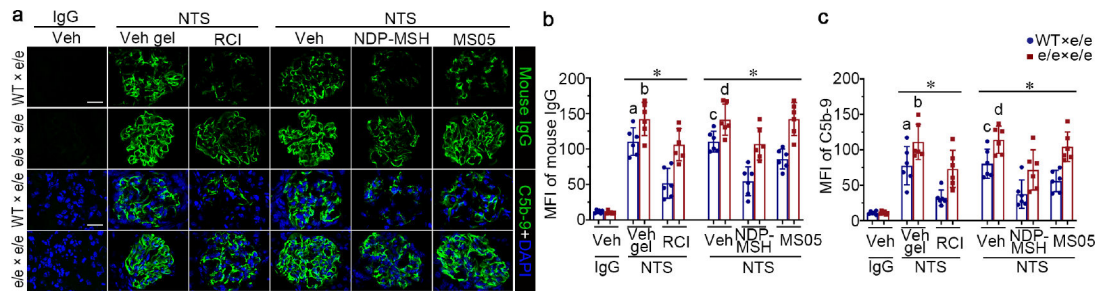 a
IgG
NTS
NTS
Veh
Veh gel
RCI
Veh
NDP-MSH
MS05
WT × e/e
e/e × e/e
WT × e/e
e/e × e/e
Mouse IgG
C5b-9+DAPI
b
MFI of mouse IgG
200
150
100
50
0
a
b
c
d
*
*
Veh
Veh gel
RCI
Veh
NDP-MSH
MS05
IgG
NTS
NTS
c
WT×e/e
e/e×e/e
MFI of C5b-9
200
150
100
50
0
a
b
c
d
*
*
Veh
Veh gel
RCI
Veh
NDP-MSH
MS05
IgG
NTS
NTS